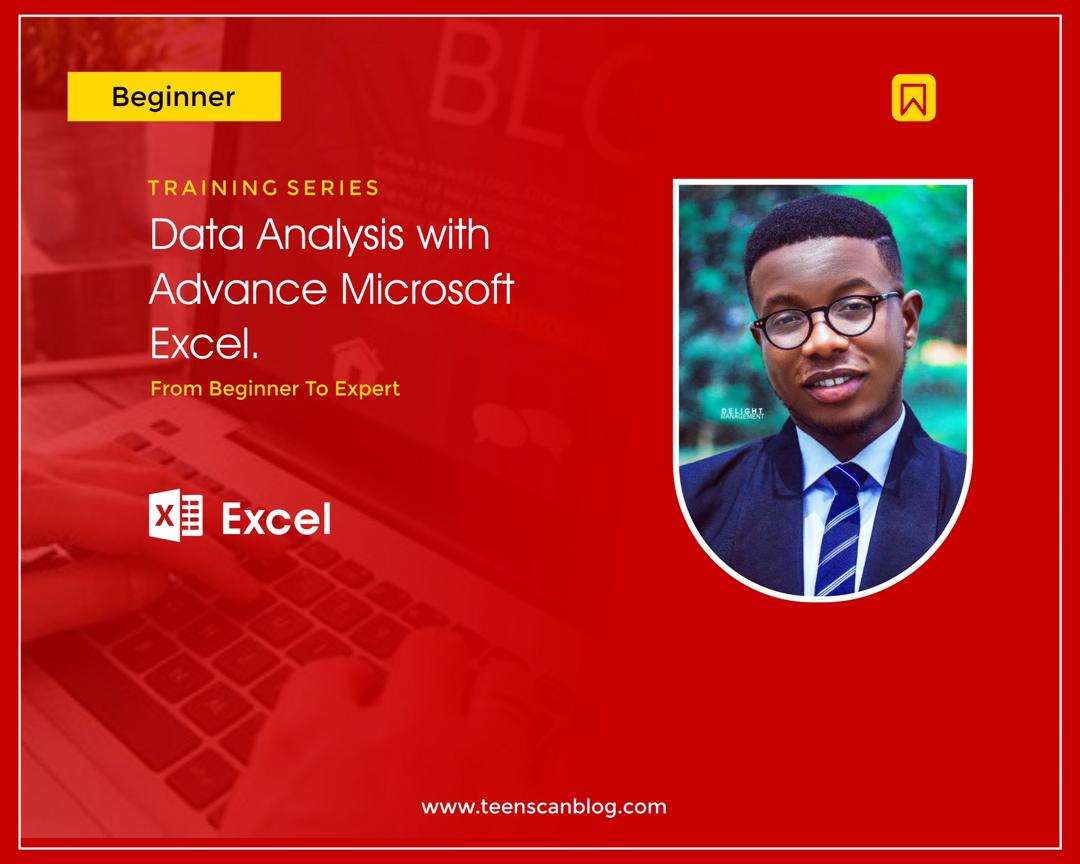 BLO
Beginner
TRAINING SERIES
Data Analysis with
Advance Microsoft
Excel.
From Beginner To Expert
X Excel
DELIGHT
MANAGEMENT
www.teenscanblog.com